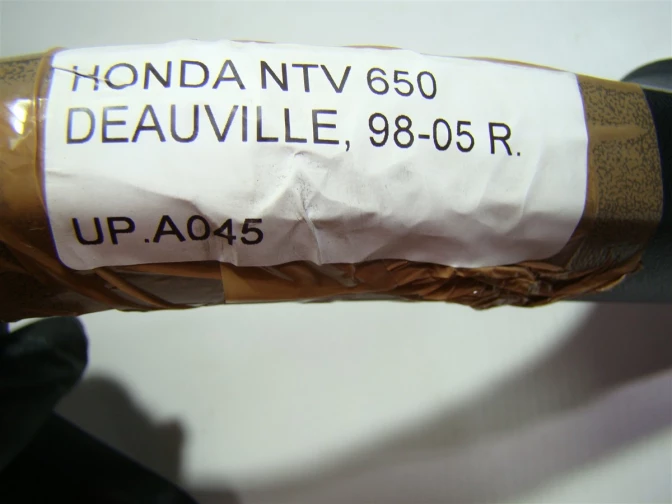 HONDA NTV 650
DEAUVILLE, 98-05 R.
UP.A045